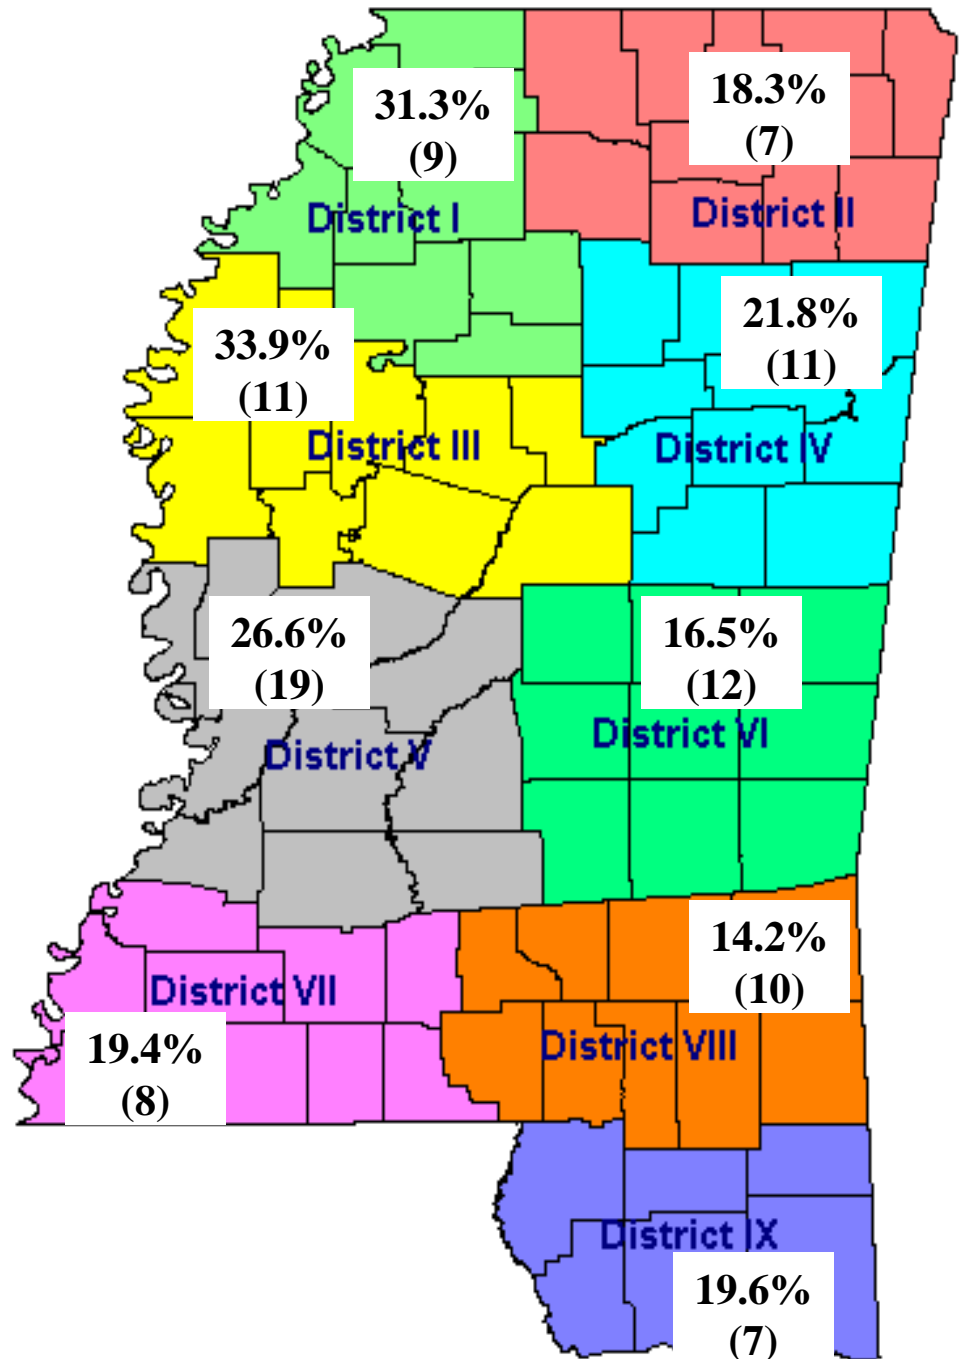 31.3%
(9)
District I
18.3%
(7)
District II
33.9%
(11)
District III
21.8%
(11)
District IV
26.6%
(19)
District V
16.5%
(12)
District VI
District VII
19.4%
(8)
14.2%
(10)
District VIII
District IX
19.6%
(7)